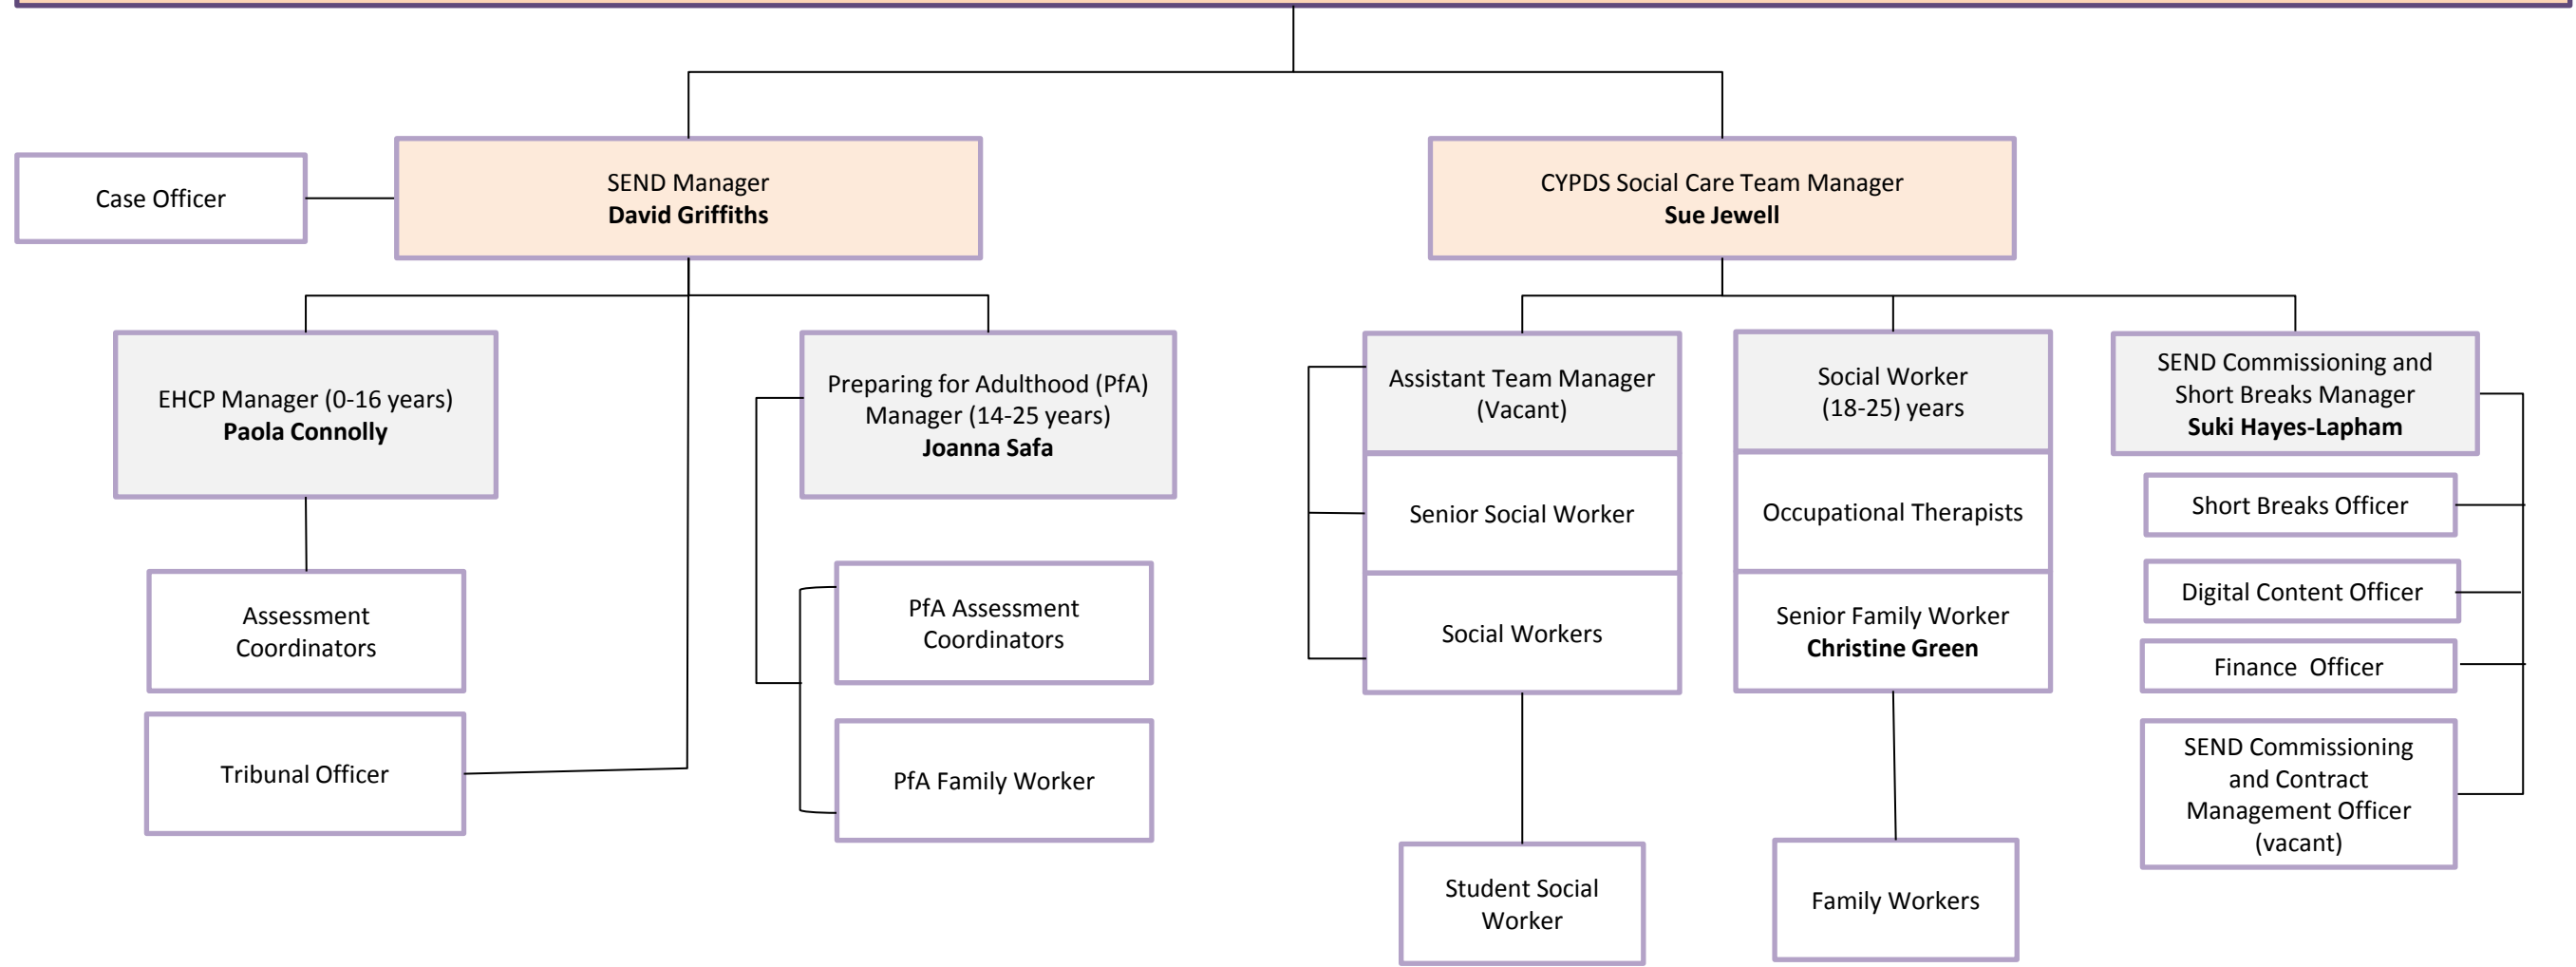 Case Officer
SEND Manager
David Griffiths
CYPDS Social Care Team Manager
Sue Jewell
EHCP Manager (0-16 years)
Paola Connolly
Assessment
Coordinators
Tribunal Officer
Preparing for Adulthood (PfA)
Manager (14-25 years)
Joanna Safa
PfA Assessment
Coordinators
PfA Family Worker
Assistant Team Manager
(Vacant)
Senior Social Worker
Social Workers
Student Social
Worker
Social Worker
(18-25) years
Occupational Therapists
Senior Family Worker
Christine Green
Family Workers
SEND Commissioning and
Short Breaks Manager
Suki Hayes-Lapham
Short Breaks Officer
Digital Content Officer
Finance  Officer
SEND Commissioning
and Contract
Management Officer
(vacant)